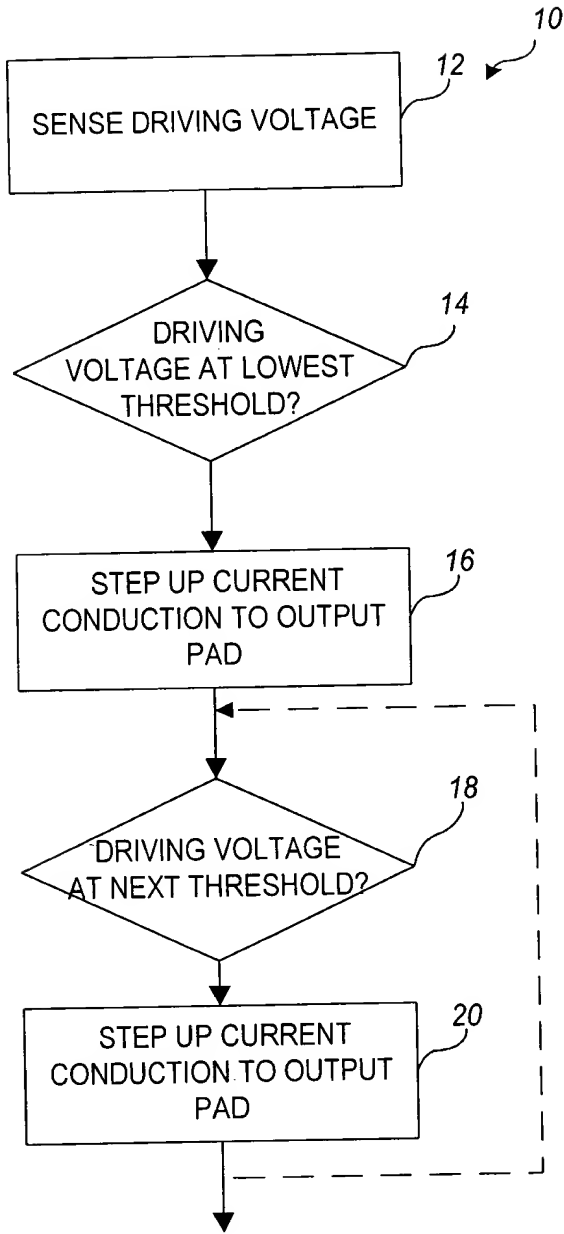 10
12
SENSE DRIVING VOLTAGE
14
DRIVING
VOLTAGE AT LOWEST
THRESHOLD?
16
STEP UP CURRENT
CONDUCTION TO OUTPUT
PAD
18
DRIVING VOLTAGE
AT NEXT THRESHOLD?
20
STEP UP CURRENT
CONDUCTION TO OUTPUT
PAD